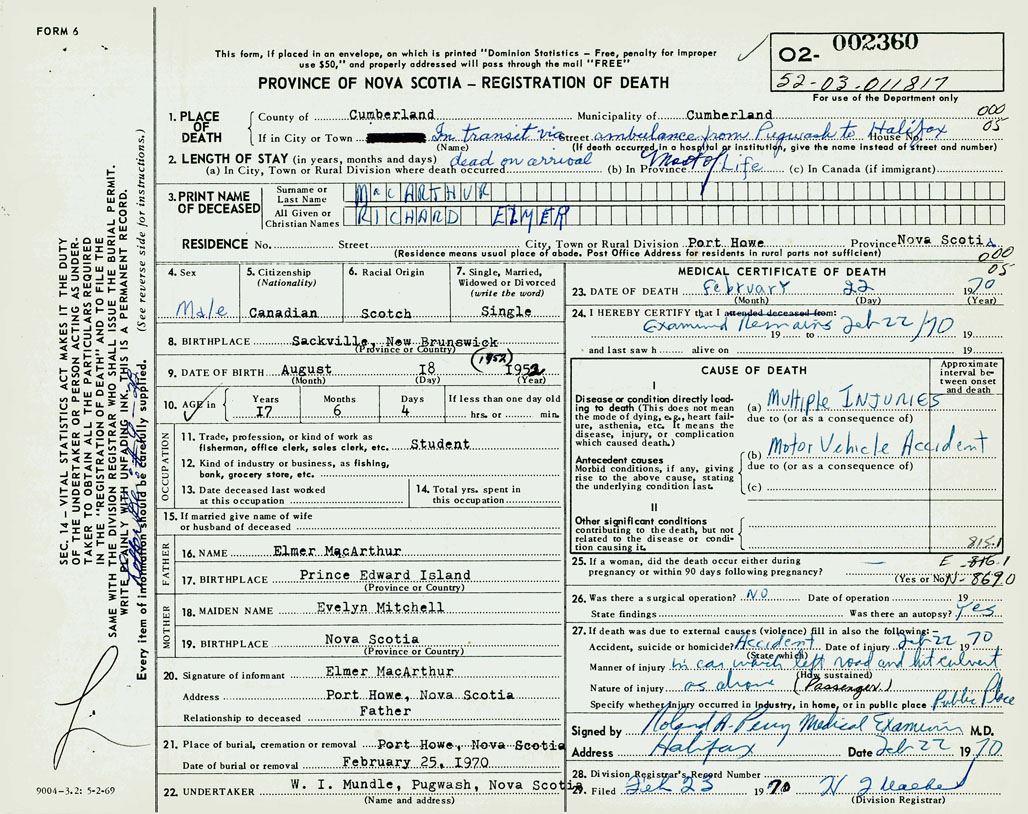 FORM 6
This form, if placed in an envelope, on which is printed "Dominion Statistics – Free, penalty for improper
use $50," and properly addressed will pass through the mail "FREE"
PROVINCE OF NOVA SCOTIA – REGISTRATION OF DEATH
O2- 002360
52-03-011817
For use of the Department only
000
05
1. PLACE OF DEATH
County of Cumberland Municipality of Cumberland
If in City or Town In transit via Street ambulance from Pugwash to Halifax House No.
(Name) (If death occurred in a hospital or institution, give the name instead of street and number)
2. LENGTH OF STAY (in years, months and days) dead on arrival Most of Life
(a) In City, Town or Rural Division where death occurred (b) In Province (c) In Canada (if immigrant)
3. PRINT NAME OF DECEASED
Surname or Last Name MacARTHUR
All Given or Christian Names RICHARD ELMER
RESIDENCE No. Street City, Town or Rural Division Port Howe Province Nova Scotia
(Residence means usual place of abode. Post Office Address for residents in rural parts not sufficient)
000
05
4. Sex
Male
5. Citizenship
(Nationality)
Canadian
6. Racial Origin
Scotch
7. Single, Married,
Widowed or Divorced
(write the word)
Single
8. BIRTHPLACE Sackville, New Brunswick
(Province or Country)
(1952)
9. DATE OF BIRTH August 18 1952
(Month) (Day) (Year)
10. AGE in
Years Months Days If less than one day old
17 6 4 hrs. or min.
OCCUPATION
11. Trade, profession, or kind of work as
fisherman, office clerk, sales clerk, etc. Student
12. Kind of industry or business, as fishing,
bank, grocery store, etc.
13. Date deceased last worked
at this occupation
14. Total yrs. spent in
this occupation
15. If married give name of wife
or husband of deceased
FATHER
16. NAME Elmer MacArthur
17. BIRTHPLACE Prince Edward Island
(Province or Country)
MOTHER
18. MAIDEN NAME Evelyn Mitchell
19. BIRTHPLACE Nova Scotia
(Province or Country)
20. Signature of informant Elmer MacArthur
Address Port Howe, Nova Scotia
Relationship to deceased Father
21. Place of burial, cremation or removal Port Howe, Nova Scotia
Date of burial or removal February 25, 1970
22. UNDERTAKER W. I. Mundle, Pugwash, Nova Scotia
(Name and address)
MEDICAL CERTIFICATE OF DEATH
23. DATE OF DEATH February 22 1970
(Month) (Day) (Year)
24. I HEREBY CERTIFY that I attended deceased from:
Examined Remains Feb 22/70
19 to 19
and last saw h alive on 19
CAUSE OF DEATH
Approximate
interval be-
tween onset
and death
I
Disease or condition directly lead-
ing to death (This does not
mean the mode of dying, e.g., heart fail-
ure, asthenia, etc. It means the
disease, injury, or complication
which caused death.)
(a) Multiple Injuries
due to (or as a consequence of)
Antecedent causes
Morbid conditions, if any, giving
rise to the above cause, stating
the underlying condition last.
(b) Motor Vehicle Accident
due to (or as a consequence of)
(c)
II
Other significant conditions
contributing to the death, but not
related to the disease or condi-
tion causing it.
815.1
E-816.1
25. If a woman, did the death occur either during
pregnancy or within 90 days following pregnancy? —
(Yes or No) N-869.0
26. Was there a surgical operation? NO Date of operation 19
State findings Was there an autopsy? Yes
27. If death was due to external causes (violence) fill in also the following:–
Accident, suicide or homicide? Accident Date of injury Feb 22 1970
(State which)
Manner of injury in car which left road and hit culvert
(How sustained)
Nature of injury as above (Passenger)
Specify whether injury occurred in industry, in home, or in public place Public Place
Signed by Roland A. Perry Medical Examiner M.D.
Address Halifax Date Feb 22 1970
28. Division Registrar's Record Number
29. Filed Feb 23 1970
(Division Registrar)
SEC. 14 – VITAL STATISTICS ACT MAKES IT THE DUTY
OF THE UNDERTAKER OR PERSON ACTING AS UNDER-
TAKER TO OBTAIN ALL THE PARTICULARS REQUIRED
IN THE "REGISTRATION OF DEATH" AND TO FILE THE
SAME WITH THE DIVISION REGISTRAR WHO SHALL ISSUE THE BURIAL PERMIT.
WRITE PLAINLY WITH UNFADING INK, THIS IS A PERMANENT RECORD.
Every item of information should be carefully supplied. (See reverse side for instructions.)
9004-3.2: 5-2-69